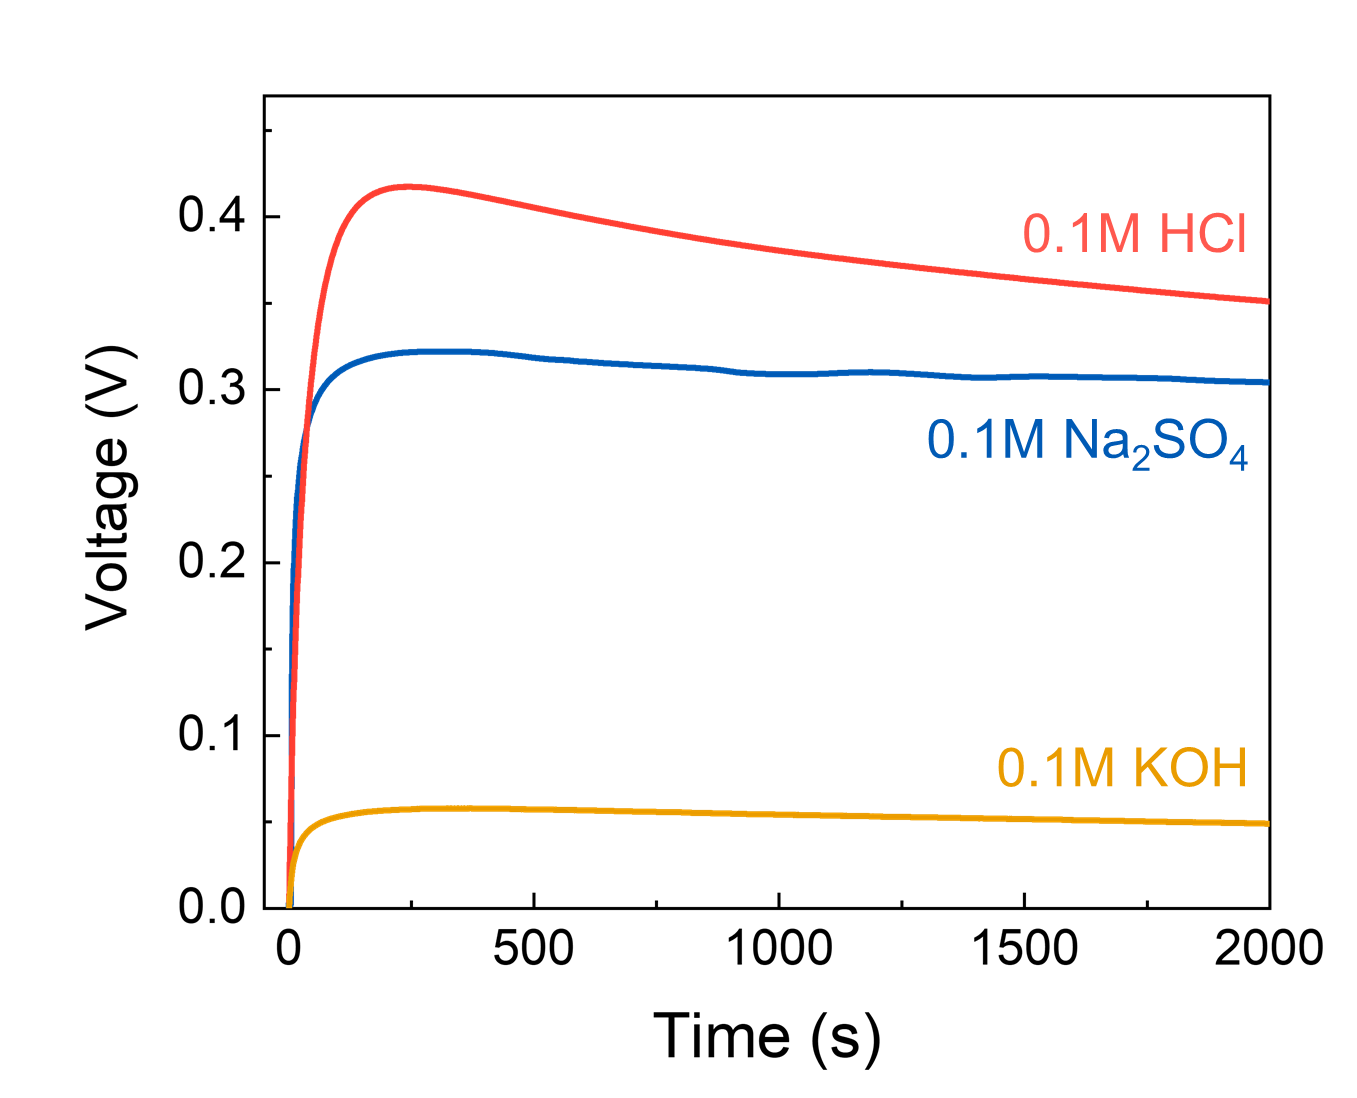 0.4
0.3
0.2
0.1
0.0
Voltage (V)
0.1M HCl
0.1M Na₂SO₄
0.1M KOH
0 500 1000 1500 2000
Time (s)